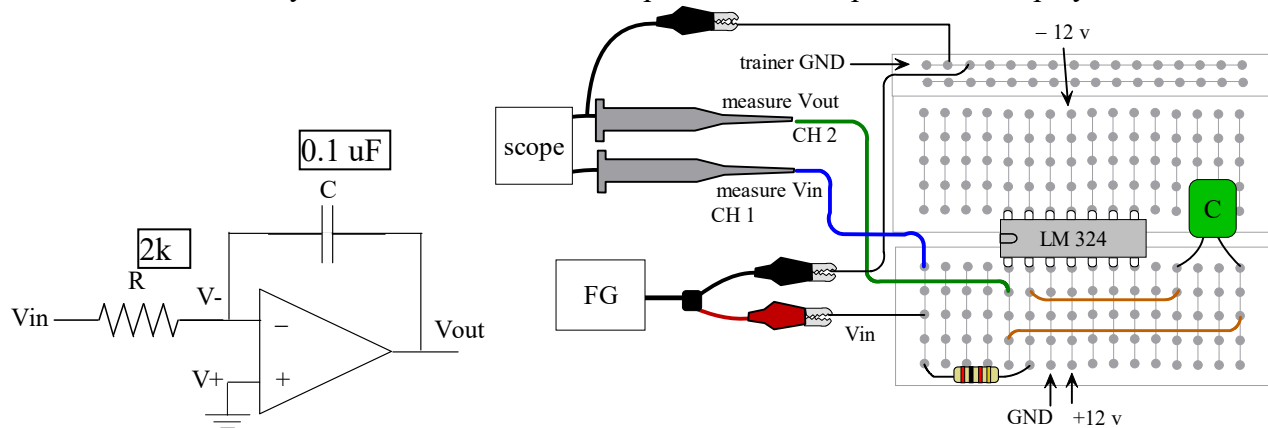 − 12 v
trainer GND
measure Vout
CH 2
scope
measure Vin
CH 1
0.1 uF
C
2k
R
V-
Vin
−
Vout
V+
+
C
LM 324
FG
Vin
GND
+12 v